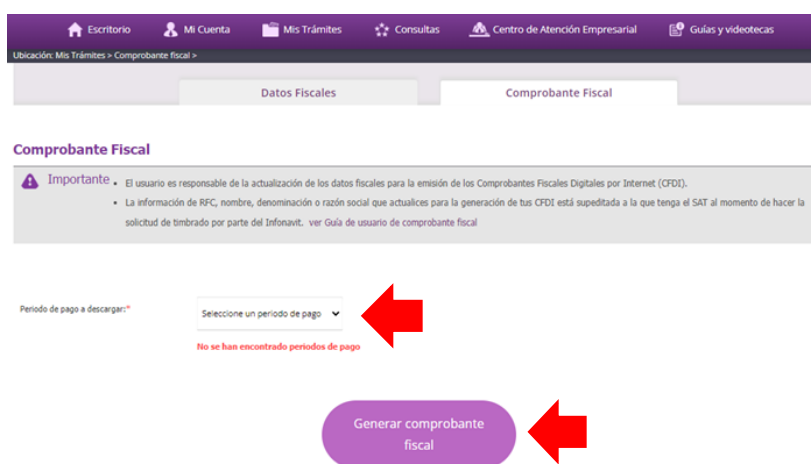 Escritorio Mi Cuenta Mis Trámites Consultas Centro de Atención Empresarial Guías y videotecas
Ubicación: Mis Trámites > Comprobante fiscal >
Datos Fiscales Comprobante Fiscal
Comprobante Fiscal
Importante • El usuario es responsable de la actualización de los datos fiscales para la emisión de los Comprobantes Fiscales Digitales por Internet (CFDI).
• La información de RFC, nombre, denominación o razón social que actualices para la generación de tus CFDI está supeditada a la que tenga el SAT al momento de hacer la
solicitud de timbrado por parte del Infonavit. ver Guía de usuario de comprobante fiscal
Periodo de pago a descargar:* Seleccione un periodo de pago
No se han encontrado periodos de pago
Generar comprobante
fiscal